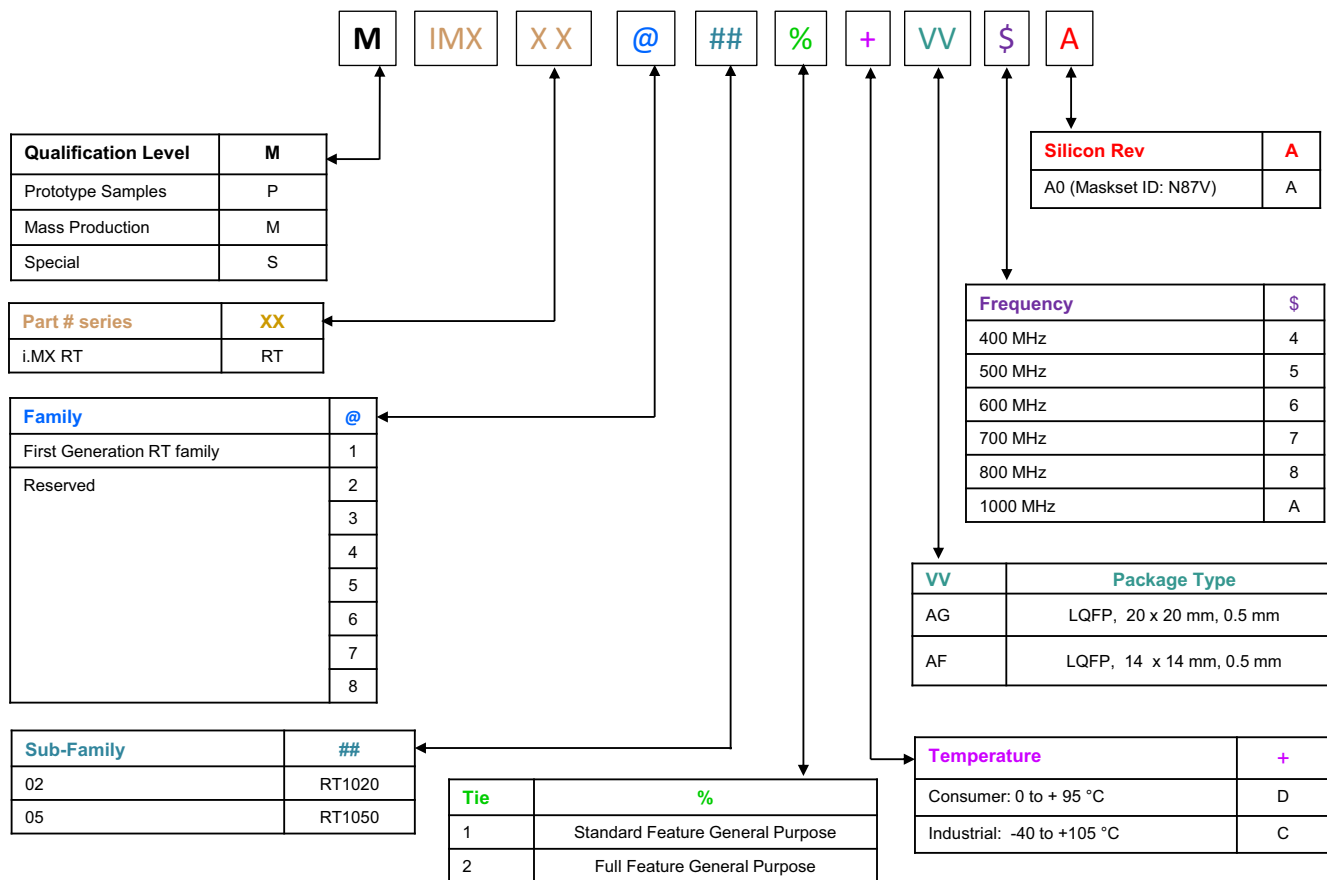 M IMX X X @ ## % + VV $ A
Qualification Level M
Prototype Samples P
Mass Production M
Special S
Part # series XX
i.MX RT RT
Family @
First Generation RT family 1
Reserved 2
3
4
5
6
7
8
Sub-Family ##
02 RT1020
05 RT1050
Tie %
1 Standard Feature General Purpose
2 Full Feature General Purpose
Silicon Rev A
A0 (Maskset ID: N87V) A
Frequency $
400 MHz 4
500 MHz 5
600 MHz 6
700 MHz 7
800 MHz 8
1000 MHz A
VV Package Type
AG LQFP, 20 x 20 mm, 0.5 mm
AF LQFP, 14 x 14 mm, 0.5 mm
Temperature +
Consumer: 0 to + 95 °C D
Industrial: -40 to +105 °C C